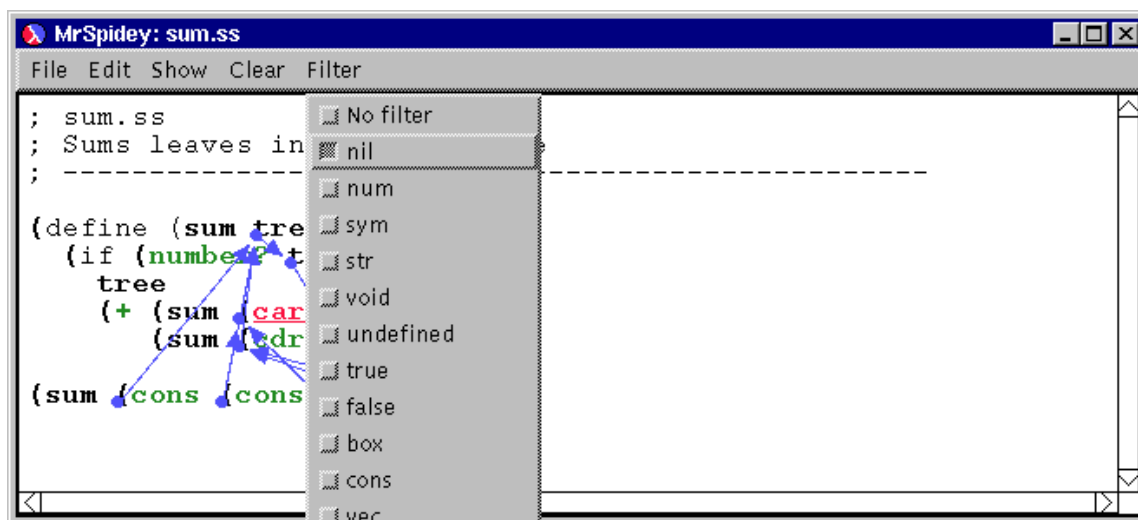 MrSpidey: sum.ss
File Edit Show Clear Filter
; sum.ss
; Sums leaves in
; --------------------------------------------------
(define (sum tre
(if (number? t
tree
(+ (sum (car
(sum (cdr
(sum (cons (cons
No filter
nil
num
sym
str
void
undefined
true
false
box
cons
vec